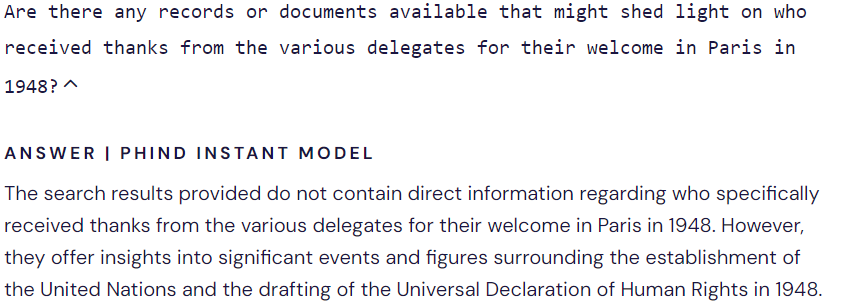 Are there any records or documents available that might shed light on who
received thanks from the various delegates for their welcome in Paris in
1948?^
ANSWER | PHIND INSTANT MODEL
The search results provided do not contain direct information regarding who specifically
received thanks from the various delegates for their welcome in Paris in 1948. However,
they offer insights into significant events and figures surrounding the establishment of
the United Nations and the drafting of the Universal Declaration of Human Rights in 1948.